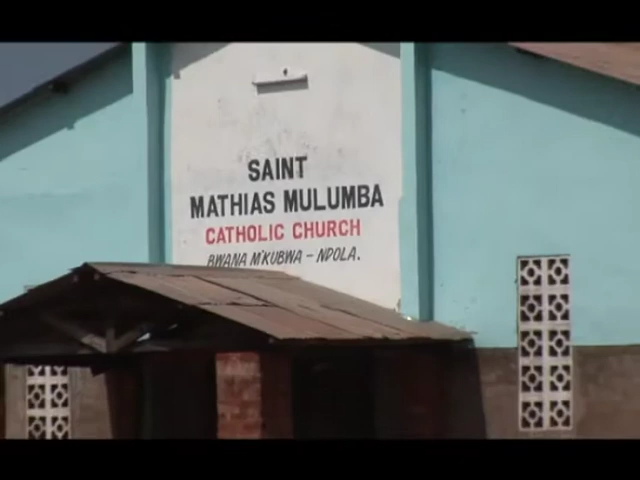 SAINT
MATHIAS MULUMBA
CATHOLIC CHURCH
BWANA M'KUBWA - NDOLA.